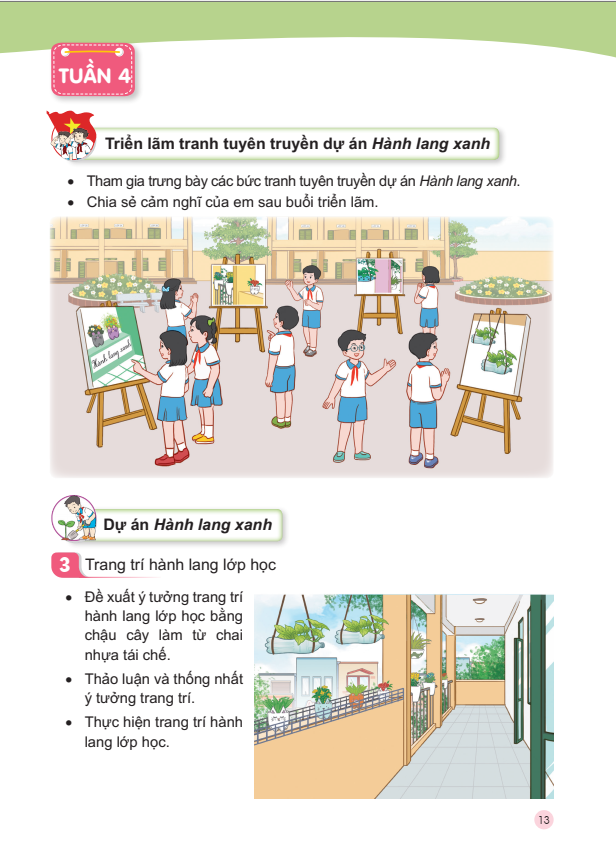 TUẦN 4
Triển lãm tranh tuyên truyền dự án Hành lang xanh
• Tham gia trưng bày các bức tranh tuyên truyền dự án Hành lang xanh.
• Chia sẻ cảm nghĩ của em sau buổi triển lãm.
Hành lang xanh
Dự án Hành lang xanh
3 Trang trí hành lang lớp học
• Đề xuất ý tưởng trang trí
hành lang lớp học bằng
chậu cây làm từ chai
nhựa tái chế.
• Thảo luận và thống nhất
ý tưởng trang trí.
• Thực hiện trang trí hành
lang lớp học.
13